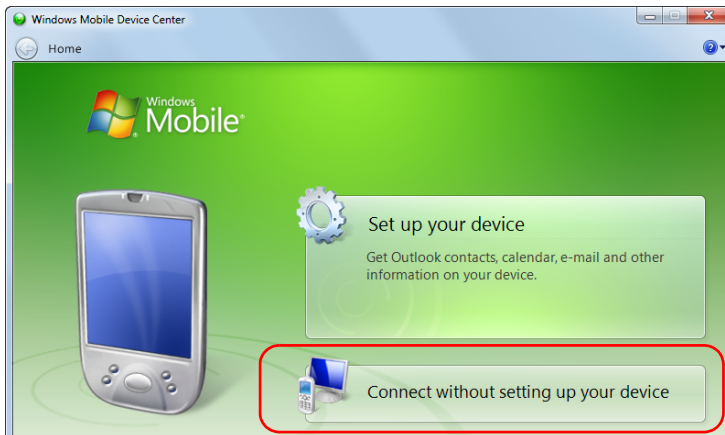 Windows Mobile Device Center
Home
Windows
Mobile®
Set up your device
Get Outlook contacts, calendar, e-mail and other
information on your device.
Connect without setting up your device